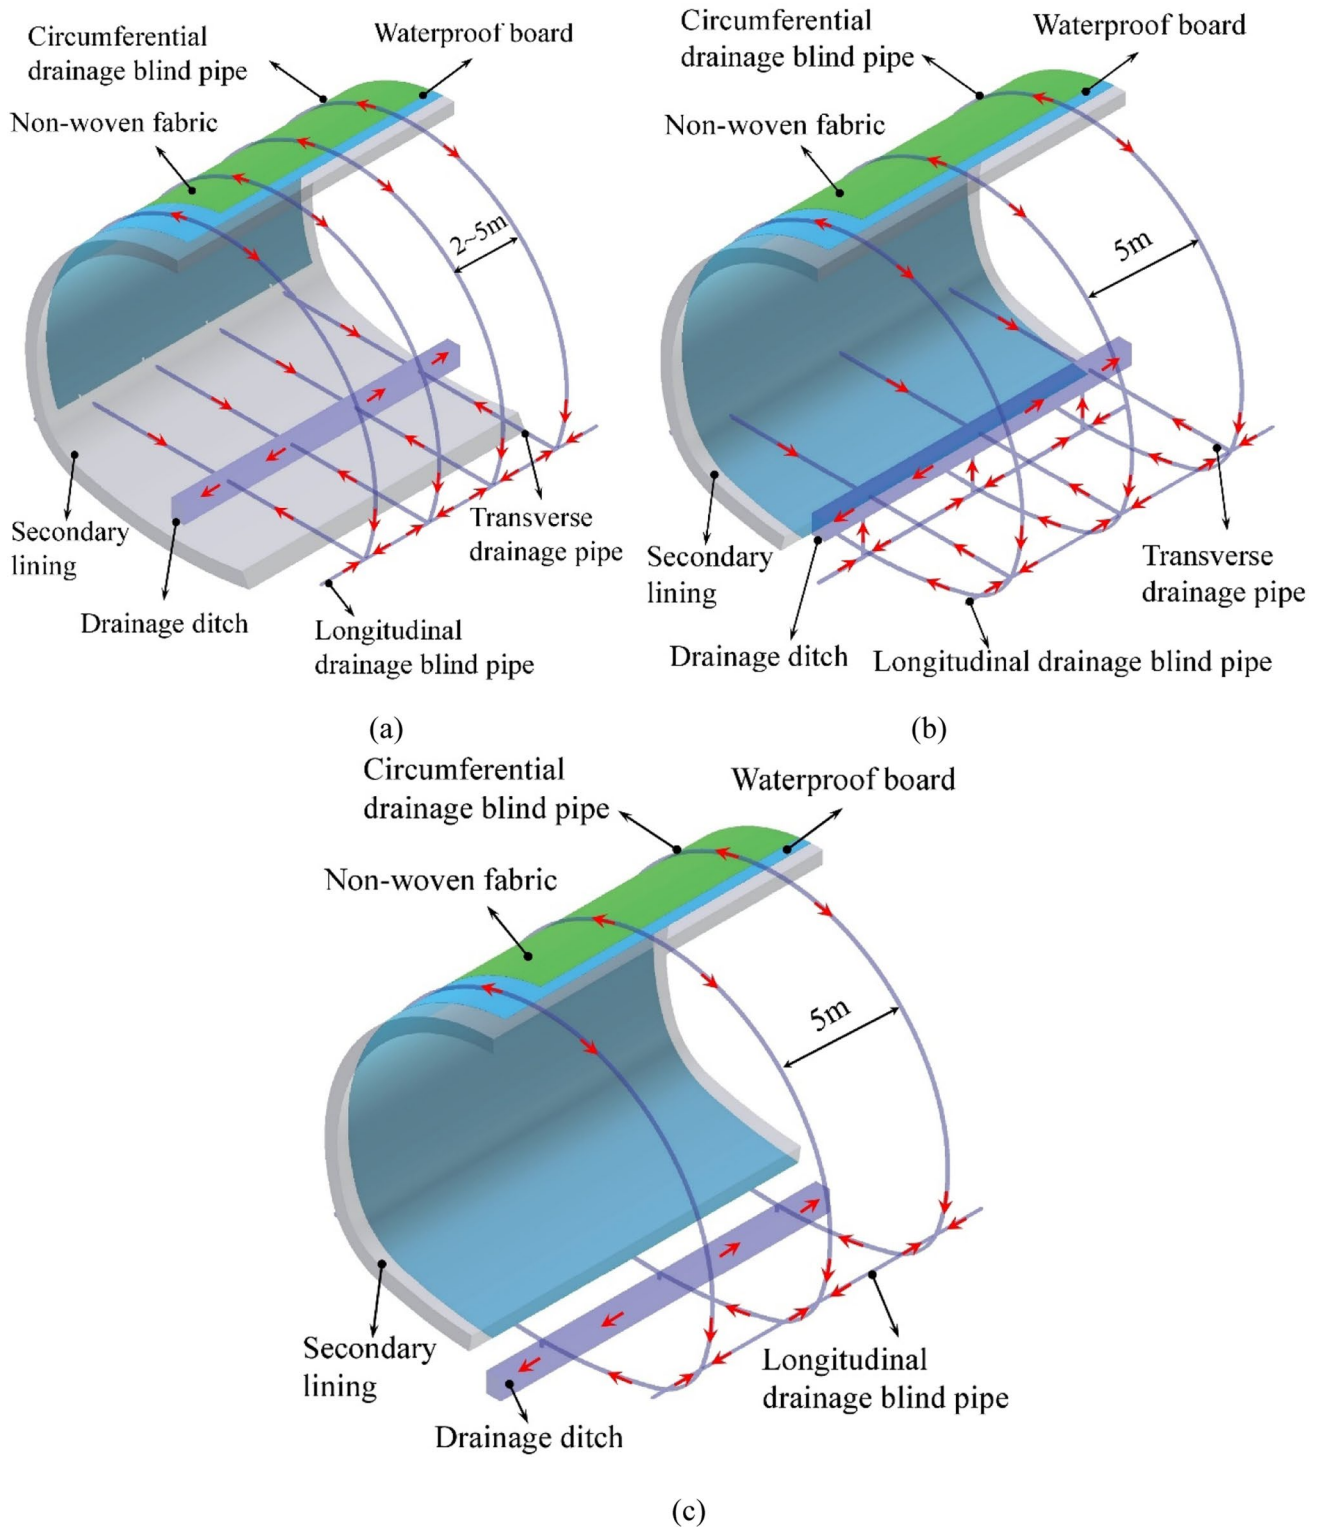 Circumferential
drainage blind pipe
Waterproof board
Non-woven fabric
2~5m
Secondary
lining
Drainage ditch
Transverse
drainage pipe
Longitudinal
drainage blind pipe
(a)
Circumferential
drainage blind pipe
Waterproof board
Non-woven fabric
5m
Secondary
lining
Transverse
drainage pipe
Drainage ditch
Longitudinal drainage blind pipe
(b)
Circumferential
drainage blind pipe
Waterproof board
Non-woven fabric
5m
Secondary
lining
Longitudinal
drainage blind pipe
Drainage ditch
(c)